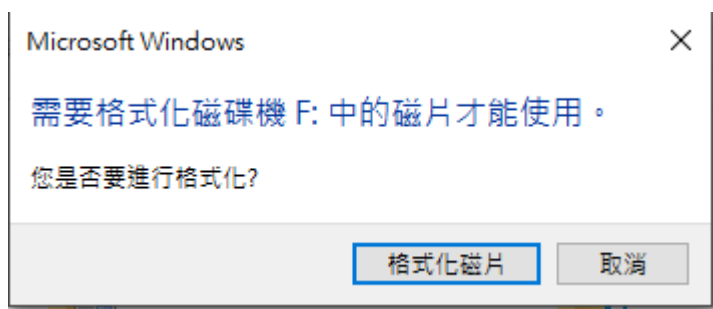 Microsoft Windows
需要格式化磁碟機 F: 中的磁片才能使用。
您是否要進行格式化?
格式化磁片
取消